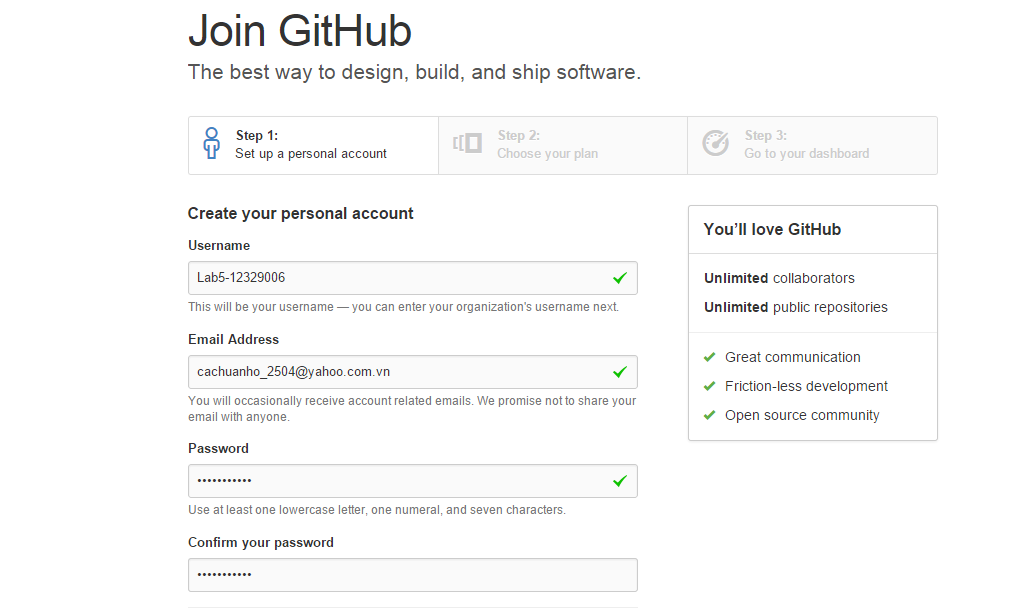 Join GitHub
The best way to design, build, and ship software.
Step 1:
Set up a personal account
Step 2:
Choose your plan
Step 3:
Go to your dashboard
Create your personal account
Username
Lab5-12329006
This will be your username — you can enter your organization's username next.
Email Address
cachuanho_2504@yahoo.com.vn
You will occasionally receive account related emails. We promise not to share your
email with anyone.
Password
•••••••••••
Use at least one lowercase letter, one numeral, and seven characters.
Confirm your password
•••••••••••
You’ll love GitHub
Unlimited collaborators
Unlimited public repositories
Great communication
Friction-less development
Open source community